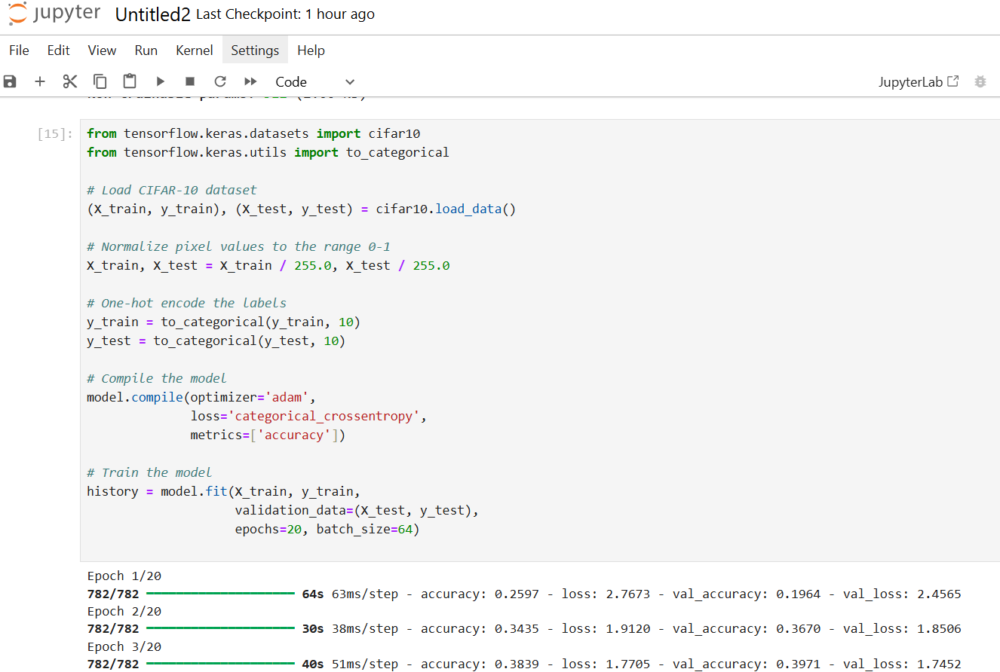 jupyter Untitled2 Last Checkpoint: 1 hour ago
File Edit View Run Kernel Settings Help
Code JupyterLab
[15]:
from tensorflow.keras.datasets import cifar10
from tensorflow.keras.utils import to_categorical
# Load CIFAR-10 dataset
(X_train, y_train), (X_test, y_test) = cifar10.load_data()
# Normalize pixel values to the range 0-1
X_train, X_test = X_train / 255.0, X_test / 255.0
# One-hot encode the labels
y_train = to_categorical(y_train, 10)
y_test = to_categorical(y_test, 10)
# Compile the model
model.compile(optimizer='adam',
loss='categorical_crossentropy',
metrics=['accuracy'])
# Train the model
history = model.fit(X_train, y_train,
validation_data=(X_test, y_test),
epochs=20, batch_size=64)
Epoch 1/20
782/782 64s 63ms/step - accuracy: 0.2597 - loss: 2.7673 - val_accuracy: 0.1964 - val_loss: 2.4565
Epoch 2/20
782/782 30s 38ms/step - accuracy: 0.3435 - loss: 1.9120 - val_accuracy: 0.3670 - val_loss: 1.8506
Epoch 3/20
782/782 40s 51ms/step - accuracy: 0.3839 - loss: 1.7705 - val_accuracy: 0.3971 - val_loss: 1.7452